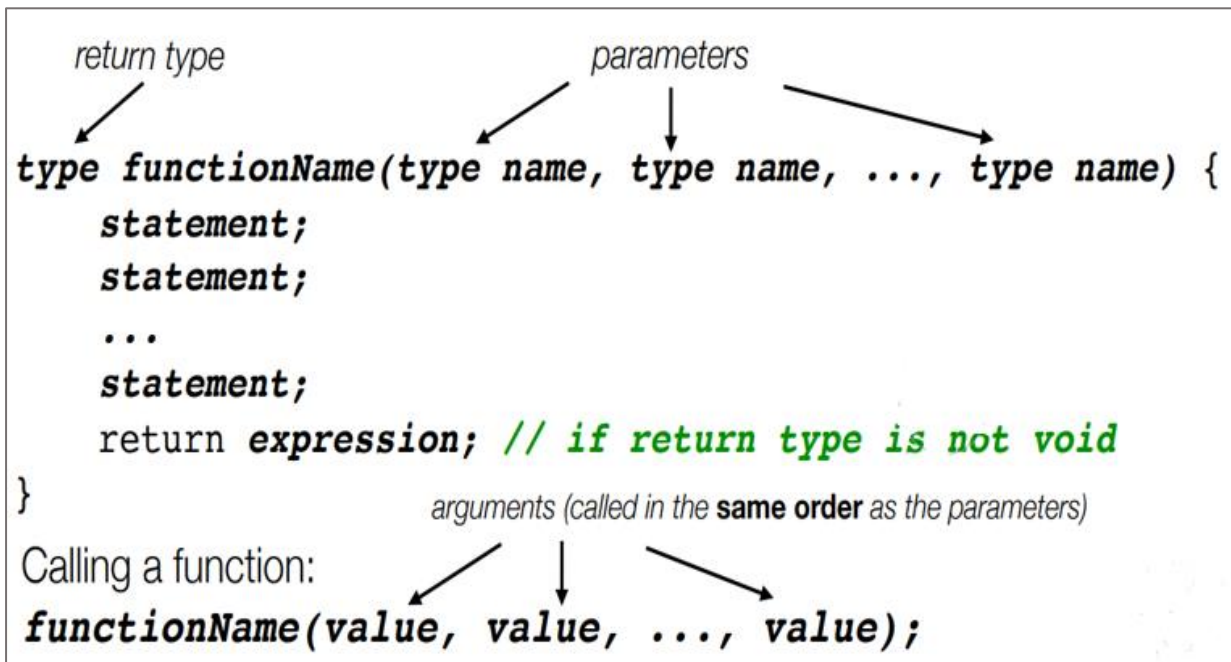 return type parameters
type functionName(type name, type name, ..., type name) {
statement;
statement;
...
statement;
return expression; // if return type is not void
}
arguments (called in the same order as the parameters)
Calling a function:
functionName(value, value, ..., value);